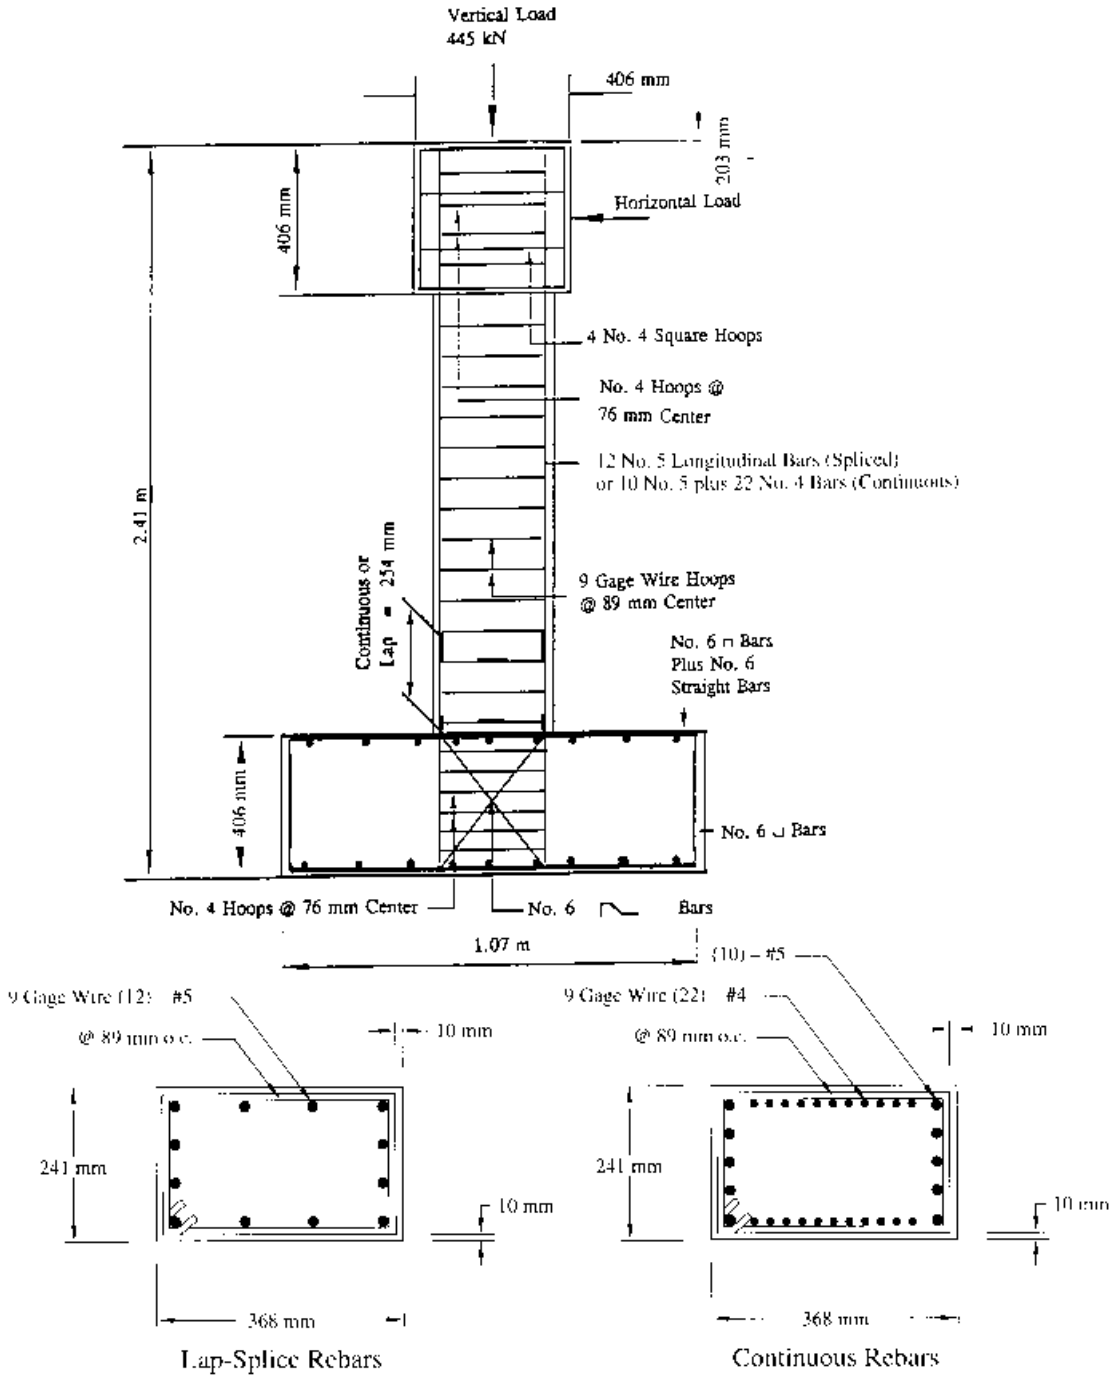 Vertical Load
445 kN
406 mm
203 mm
406 mm
Horizontal Load
4 No. 4 Square Hoops
No. 4 Hoops @
76 mm Center
12 No. 5 Longitudinal Bars (Spliced)
or 10 No. 5 plus 22 No. 4 Bars (Continuous)
2.41 m
Continuous or
Lap = 254 mm
9 Gage Wire Hoops
@ 89 mm Center
No. 6 ⊓ Bars
Plus No. 6
Straight Bars
406 mm
No. 6 ⊔ Bars
No. 4 Hoops @ 76 mm Center
No. 6 Bars
1.07 m
(10) – #5
9 Gage Wire (12) #5
@ 89 mm o.c.
10 mm
9 Gage Wire (22) #4
@ 89 mm o.c.
10 mm
241 mm
10 mm
241 mm
10 mm
368 mm
368 mm
Lap-Splice Rebars
Continuous Rebars